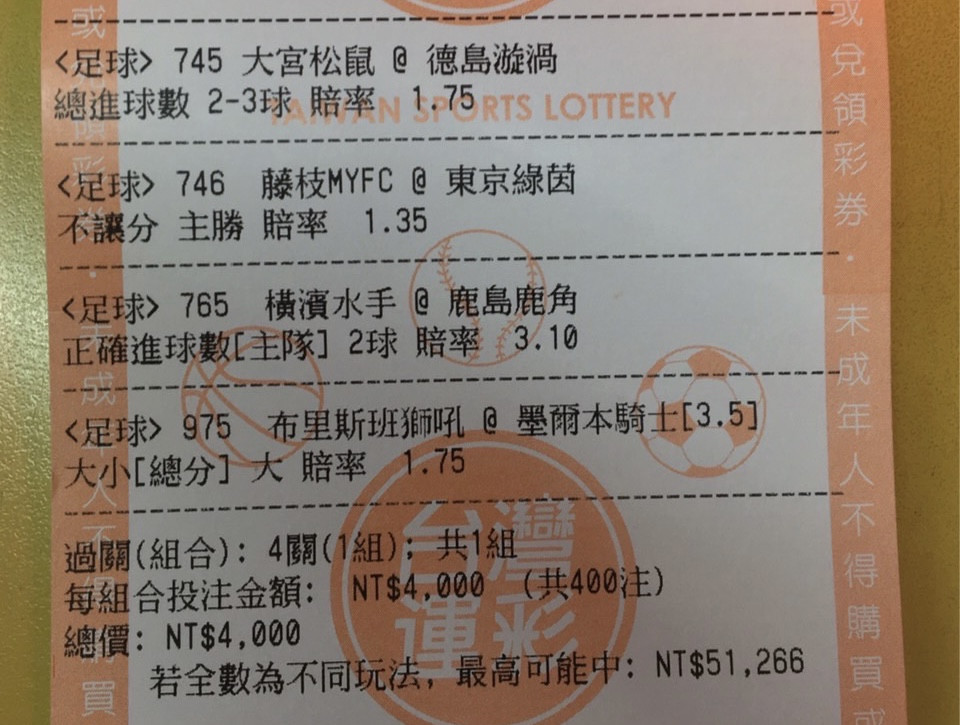 <足球> 745 大宮松鼠 @ 德島漩渦
總進球數 2-3球 賠率 1.75
TAIWAN SPORTS LOTTERY
<足球> 746 藤枝MYFC @ 東京綠茵
不讓分 主勝 賠率 1.35
<足球> 765 橫濱水手 @ 鹿島鹿角
正確進球數[主隊] 2球 賠率 3.10
<足球> 975 布里斯班獅吼 @ 墨爾本騎士[3.5]
大小[總分] 大 賠率 1.75
過關(組合): 4關(1組); 共1組
每組合投注金額: NT$4,000 (共400注)
總價: NT$4,000
若全數為不同玩法, 最高可能中: NT$51,266
台灣
運彩
或兌領彩券·未成年人不得購買或